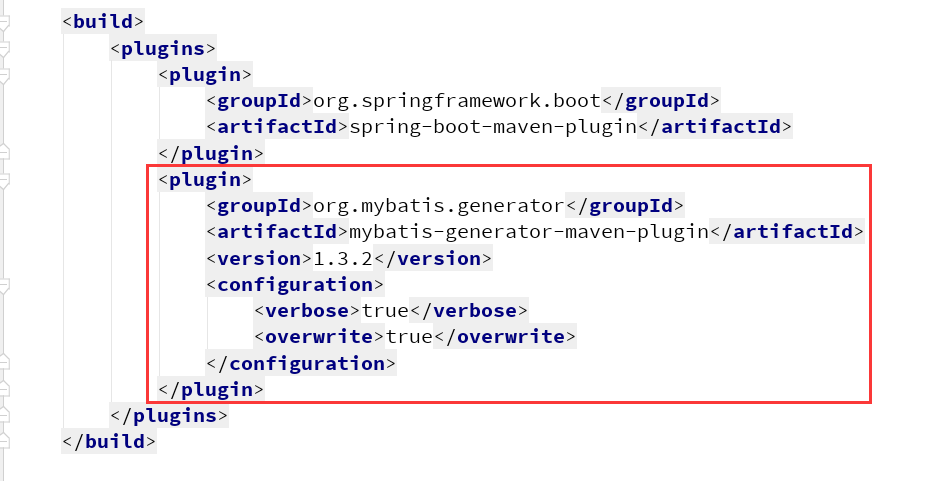 <build>
<plugins>
<plugin>
<groupId>org.springframework.boot</groupId>
<artifactId>spring-boot-maven-plugin</artifactId>
</plugin>
<plugin>
<groupId>org.mybatis.generator</groupId>
<artifactId>mybatis-generator-maven-plugin</artifactId>
<version>1.3.2</version>
<configuration>
<verbose>true</verbose>
<overwrite>true</overwrite>
</configuration>
</plugin>
</plugins>
</build>